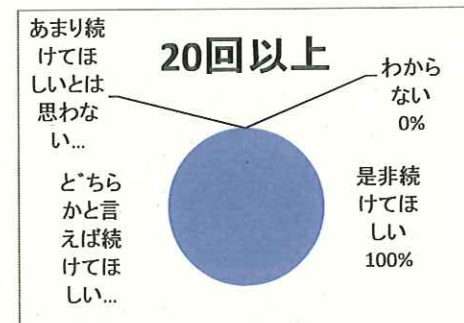 20回以上
あまり続
けてほ
しいとは
思わな
い...
わから
ない
0%
ど゛ちら
かと言
えば続
けてほ
しい...
是非続
けてほ
しい
100%